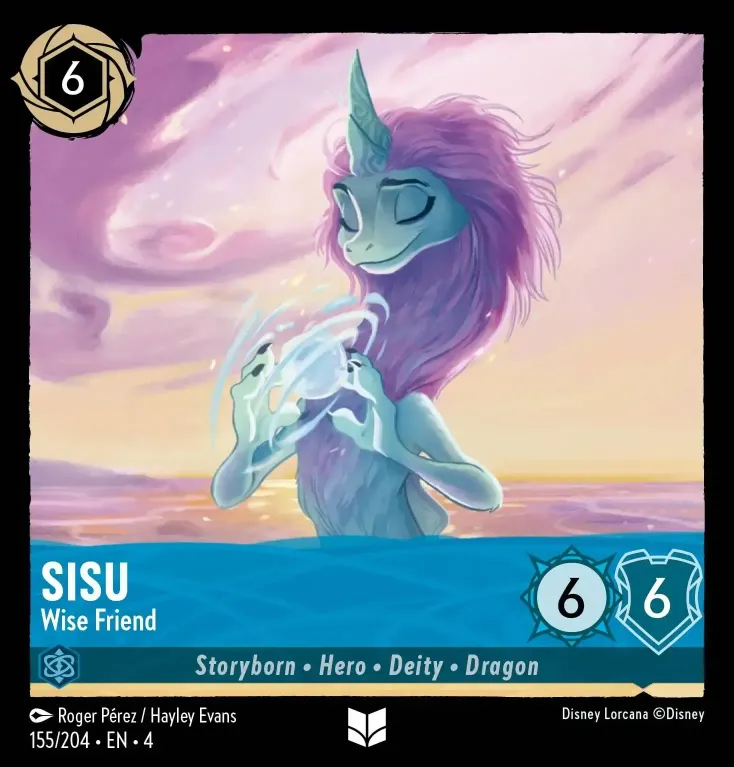 6
SISU
Wise Friend
6
6
Storyborn • Hero • Deity • Dragon
Roger Pérez / Hayley Evans
Disney Lorcana ©Disney
155/204 • EN • 4